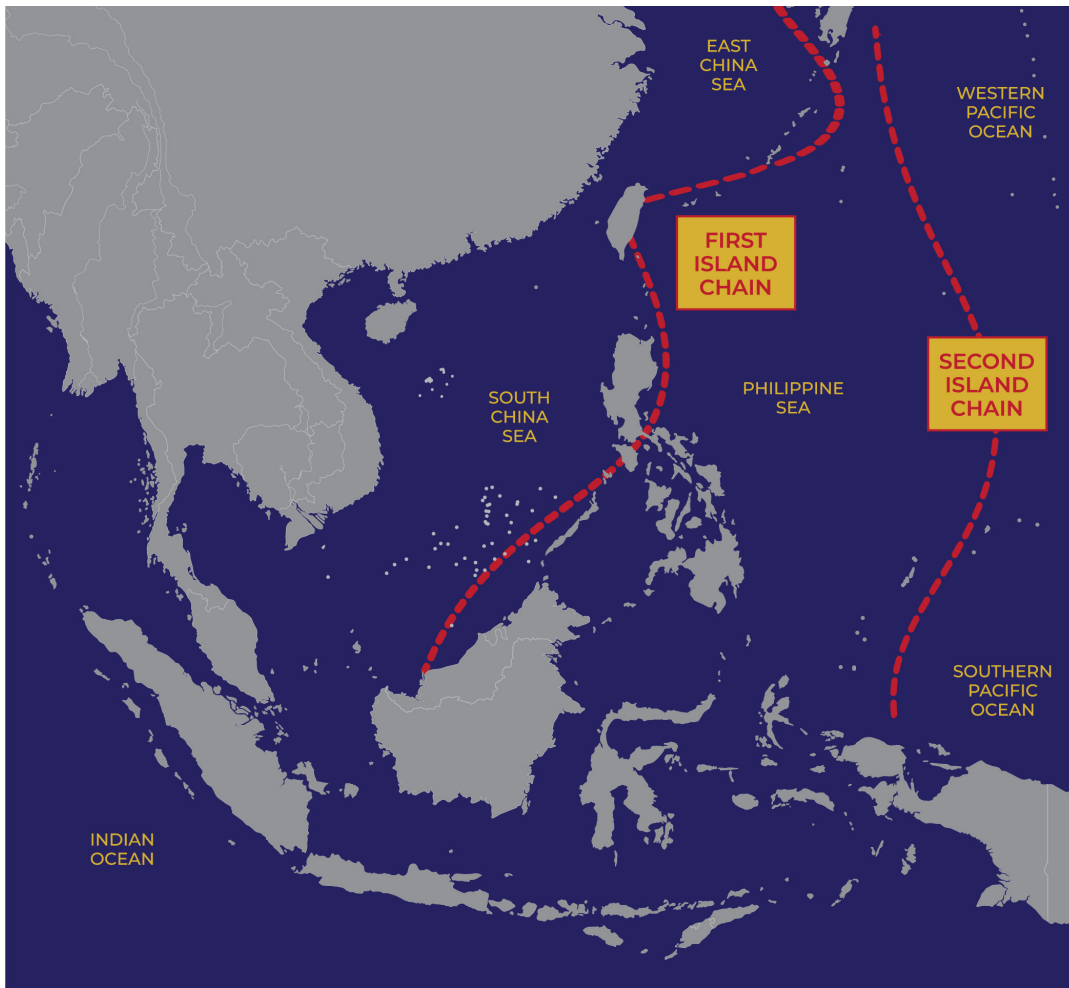 EAST
CHINA
SEA
WESTERN
PACIFIC
OCEAN
FIRST
ISLAND
CHAIN
SECOND
ISLAND
CHAIN
SOUTH
CHINA
SEA
PHILIPPINE
SEA
SOUTHERN
PACIFIC
OCEAN
INDIAN
OCEAN